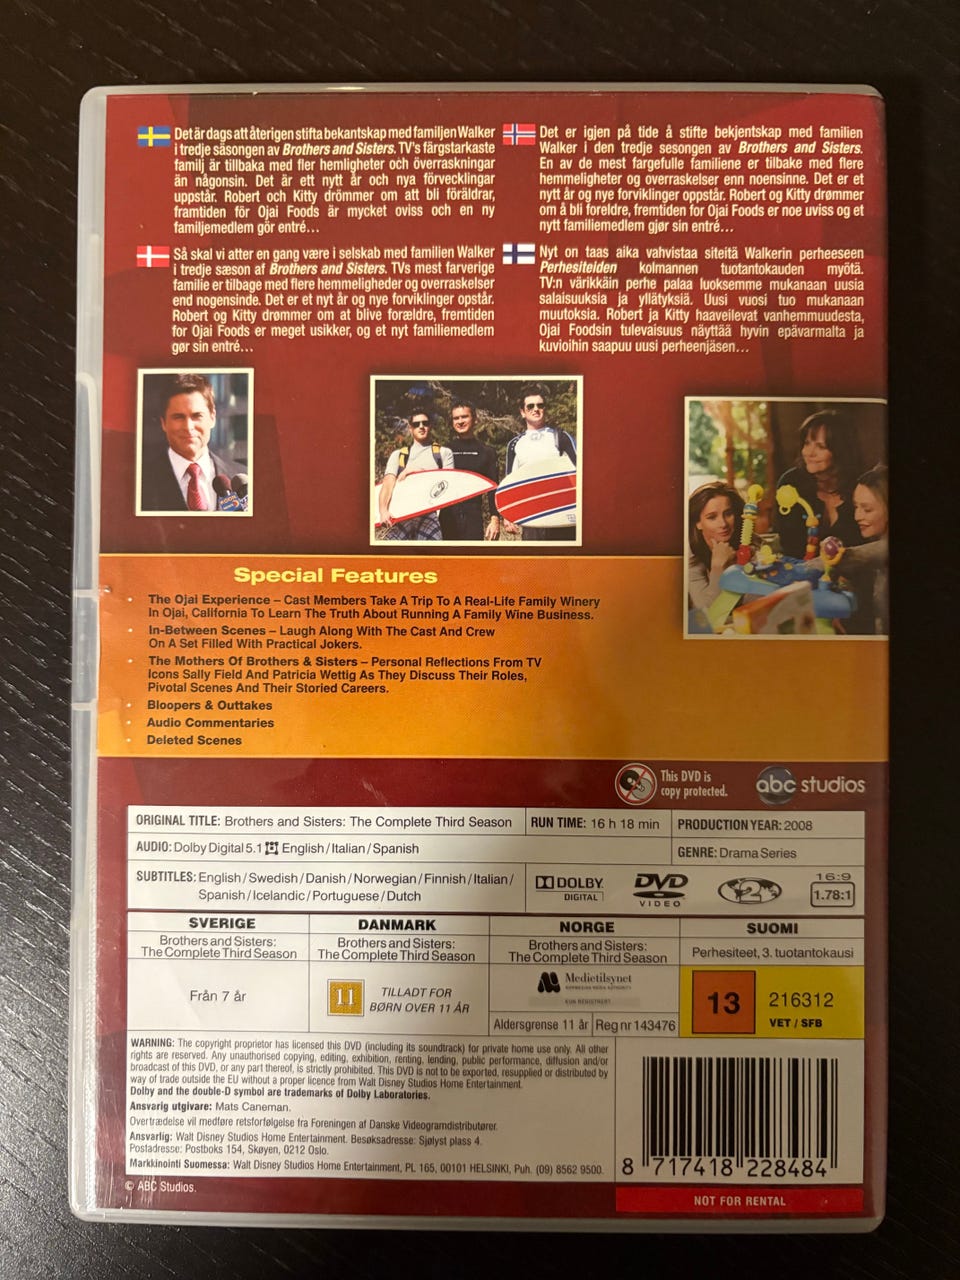 Det är dags att återigen stifta bekantskap med familjen Walker
i tredje säsongen av Brothers and Sisters. TV's färgstarkaste
familj är tillbaka med fler hemligheter och överraskningar
än någonsin. Det är ett nytt år och nya förvecklingar
uppstår. Robert och Kitty drömmer om att bli föräldrar,
framtiden för Ojai Foods är mycket oviss och en ny
familjemedlem gör entré...
Det er igjen på tide å stifte bekjentskap med familien
Walker i den tredje sesongen av Brothers and Sisters.
En av de mest fargefulle familiene er tilbake med flere
hemmeligheter og overraskelser enn noensinne. Det er et
nytt år og nye forviklinger oppstår. Robert og Kitty drømmer
om å bli foreldre, fremtiden for Ojai Foods er noe uviss og et
nytt familiemedlem gjør sin entré...
Så skal vi atter en gang være i selskab med familien Walker
i tredje sæson af Brothers and Sisters. TVs mest farverige
familie er tilbage med flere hemmeligheder og overraskelser
end nogensinde. Det er et nyt år og nye forviklinger opstår.
Robert og Kitty drømmer om at blive forældre, fremtiden
for Ojai Foods er meget usikker, og et nyt familiemedlem
gør sin entré...
Nyt on taas aika vahvistaa siteitä Walkerin perheeseen
Perhesiteiden kolmannen tuotantokauden myötä.
TV:n värikkäin perhe palaa luoksemme mukanaan uusia
salaisuuksia ja yllätyksiä. Uusi vuosi tuo mukanaan
muutoksia. Robert ja Kitty haaveilevat vanhemmuudesta,
Ojai Foodsin tulevaisuus näyttää hyvin epävarmalta ja
kuvioihin saapuu uusi perheenjäsen...
Special Features
• The Ojai Experience – Cast Members Take A Trip To A Real-Life Family Winery
In Ojai, California To Learn The Truth About Running A Family Wine Business.
• In-Between Scenes – Laugh Along With The Cast And Crew
On A Set Filled With Practical Jokers.
• The Mothers Of Brothers & Sisters – Personal Reflections From TV
Icons Sally Field And Patricia Wettig As They Discuss Their Roles,
Pivotal Scenes And Their Storied Careers.
• Bloopers & Outtakes
• Audio Commentaries
• Deleted Scenes
This DVD is
copy protected.
abc studios
ORIGINAL TITLE: Brothers and Sisters: The Complete Third Season
RUN TIME: 16 h 18 min
PRODUCTION YEAR: 2008
AUDIO: Dolby Digital 5.1 English / Italian / Spanish
GENRE: Drama Series
SUBTITLES: English / Swedish / Danish / Norwegian / Finnish / Italian /
Spanish / Icelandic / Portuguese / Dutch
DOLBY
DIGITAL
DVD
VIDEO
2
16:9
1.78:1
SVERIGE
Brothers and Sisters:
The Complete Third Season
Från 7 år
DANMARK
Brothers and Sisters:
The Complete Third Season
11
TILLADT FOR
BØRN OVER 11 ÅR
NORGE
Brothers and Sisters:
The Complete Third Season
Medietilsynet
NORWEGIAN MEDIA AUTHORITY
KUN REGISTRERT
Aldersgrense 11 år
Reg nr 143476
SUOMI
Perhesiteet, 3. tuotantokausi
13
216312
VET / SFB
WARNING: The copyright proprietor has licensed this DVD (including its soundtrack) for private home use only. All other
rights are reserved. Any unauthorised copying, editing, exhibition, renting, lending, public performance, diffusion and/or
broadcast of this DVD, or any part thereof, is strictly prohibited. This DVD is not to be exported, resupplied or distributed by
way of trade outside the EU without a proper licence from Walt Disney Studios Home Entertainment.
Dolby and the double-D symbol are trademarks of Dolby Laboratories.
Ansvarig utgivare: Mats Caneman.
Overtrædelse vil medføre retsforfølgelse fra Foreningen af Danske Videogramdistributører.
Ansvarlig: Walt Disney Studios Home Entertainment. Besøksadresse: Sjølyst plass 4.
Postadresse: Postboks 154, Skøyen, 0212 Oslo.
Markkinointi Suomessa: Walt Disney Studios Home Entertainment, PL 165, 00101 HELSINKI, Puh. (09) 8562 9500.
8 717418 228484
NOT FOR RENTAL
© ABC Studios.